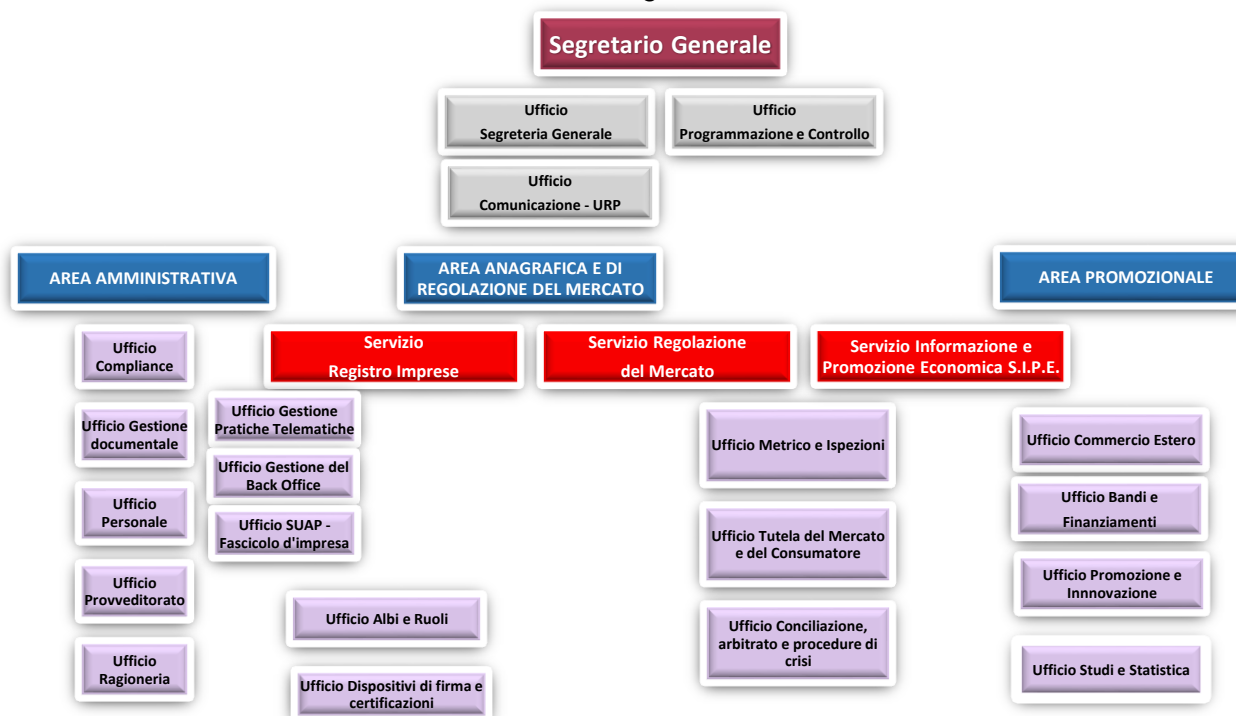 Segretario Generale
Ufficio
Segreteria Generale
Ufficio
Programmazione e Controllo
Ufficio
Comunicazione - URP
AREA AMMINISTRATIVA
AREA ANAGRAFICA E DI
REGOLAZIONE DEL MERCATO
AREA PROMOZIONALE
Ufficio
Compliance
Servizio
Registro Imprese
Servizio Regolazione
del Mercato
Servizio Informazione e
Promozione Economica S.I.P.E.
Ufficio Gestione
documentale
Ufficio Gestione
Pratiche Telematiche
Ufficio Metrico e Ispezioni
Ufficio Commercio Estero
Ufficio Gestione del
Back Office
Ufficio
Personale
Ufficio SUAP -
Fascicolo d'impresa
Ufficio Tutela del Mercato
e del Consumatore
Ufficio Bandi e
Finanziamenti
Ufficio
Provveditorato
Ufficio Albi e Ruoli
Ufficio Conciliazione,
arbitrato e procedure di
crisi
Ufficio Promozione e
Innnovazione
Ufficio
Ragioneria
Ufficio Dispositivi di firma e
certificazioni
Ufficio Studi e Statistica